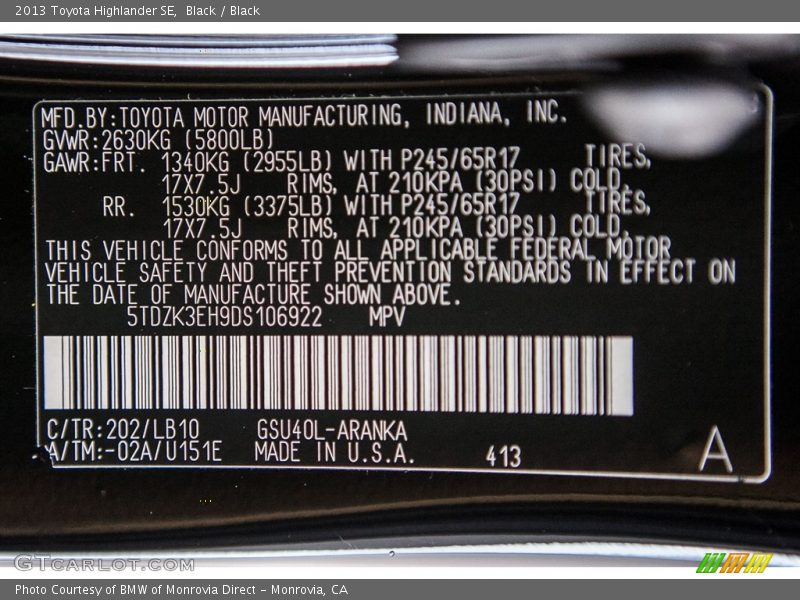 2013 Toyota Highlander SE, Black / Black
MFD.BY:TOYOTA MOTOR MANUFACTURING, INDIANA, INC.
GVWR:2630KG (5800LB)
GAWR:FRT. 1340KG (2955LB) WITH P245/65R17 TIRES,
17X7.5J RIMS, AT 210KPA (30PSI) COLD,
RR. 1530KG (3375LB) WITH P245/65R17 TIRES,
17X7.5J RIMS, AT 210KPA (30PSI) COLD.
THIS VEHICLE CONFORMS TO ALL APPLICABLE FEDERAL MOTOR
VEHICLE SAFETY AND THEFT PREVENTION STANDARDS IN EFFECT ON
THE DATE OF MANUFACTURE SHOWN ABOVE.
5TDZK3EH9DS106922 MPV
C/TR:202/LB10 GSU40L-ARANKA
A/TM:-02A/U151E MADE IN U.S.A. 413 A
GTCARLOT.COM
Photo Courtesy of BMW of Monrovia Direct - Monrovia, CA